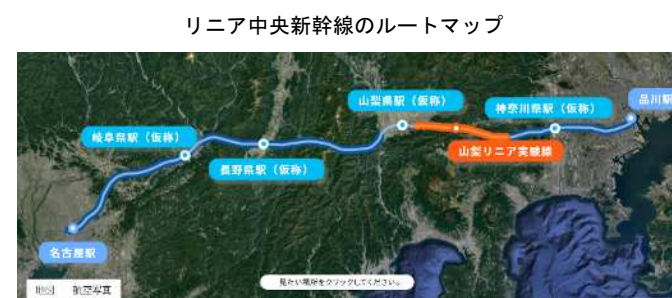 リニア中央新幹線のルートマップ
山梨県駅（仮称）
神奈川県駅（仮称）
品川駅
岐阜県駅（仮称）
山梨リニア実験線
長野県駅（仮称）
名古屋駅
見たい場所をクリックしてください。
地図 航空写真